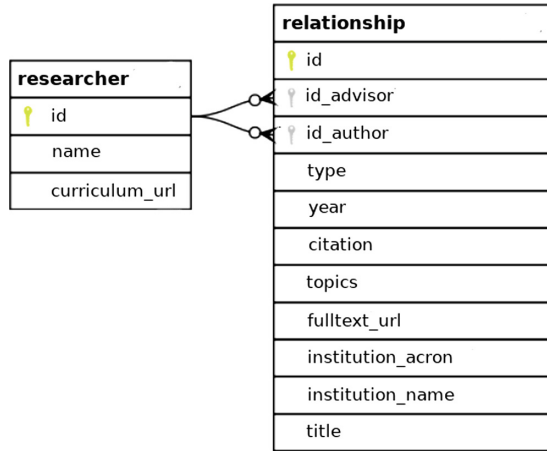 researcher
id
name
curriculum_url
relationship
id
id_advisor
id_author
type
year
citation
topics
fulltext_url
institution_acron
institution_name
title